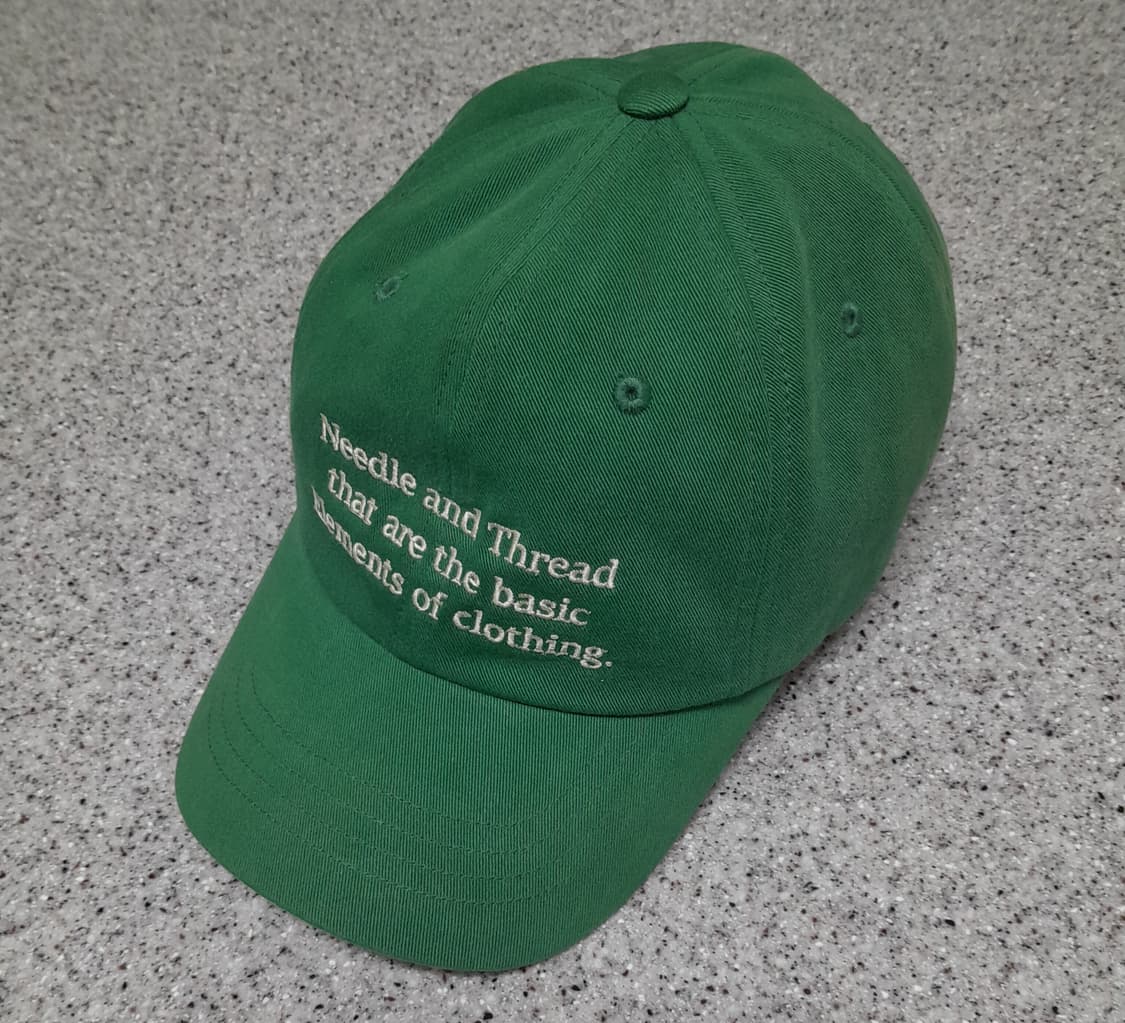 Needle and Thread
that are the basic
Elements of clothing.